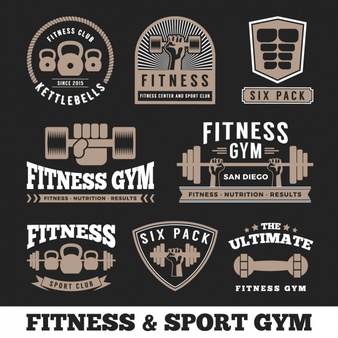 FITNESS CLUB
SINCE 2015
KETTLEBELLS
FITNESS
FITNESS CENTER AND SPORT CLUB
SIX PACK
FITNESS GYM
FITNESS - NUTRITION - RESULTS
FITNESS
GYM
SAN DIEGO
FITNESS - NUTRITION - RESULTS
FITNESS
SPORT CLUB
SIX PACK
THE
ULTIMATE
FITNESS GYM
FITNESS & SPORT GYM